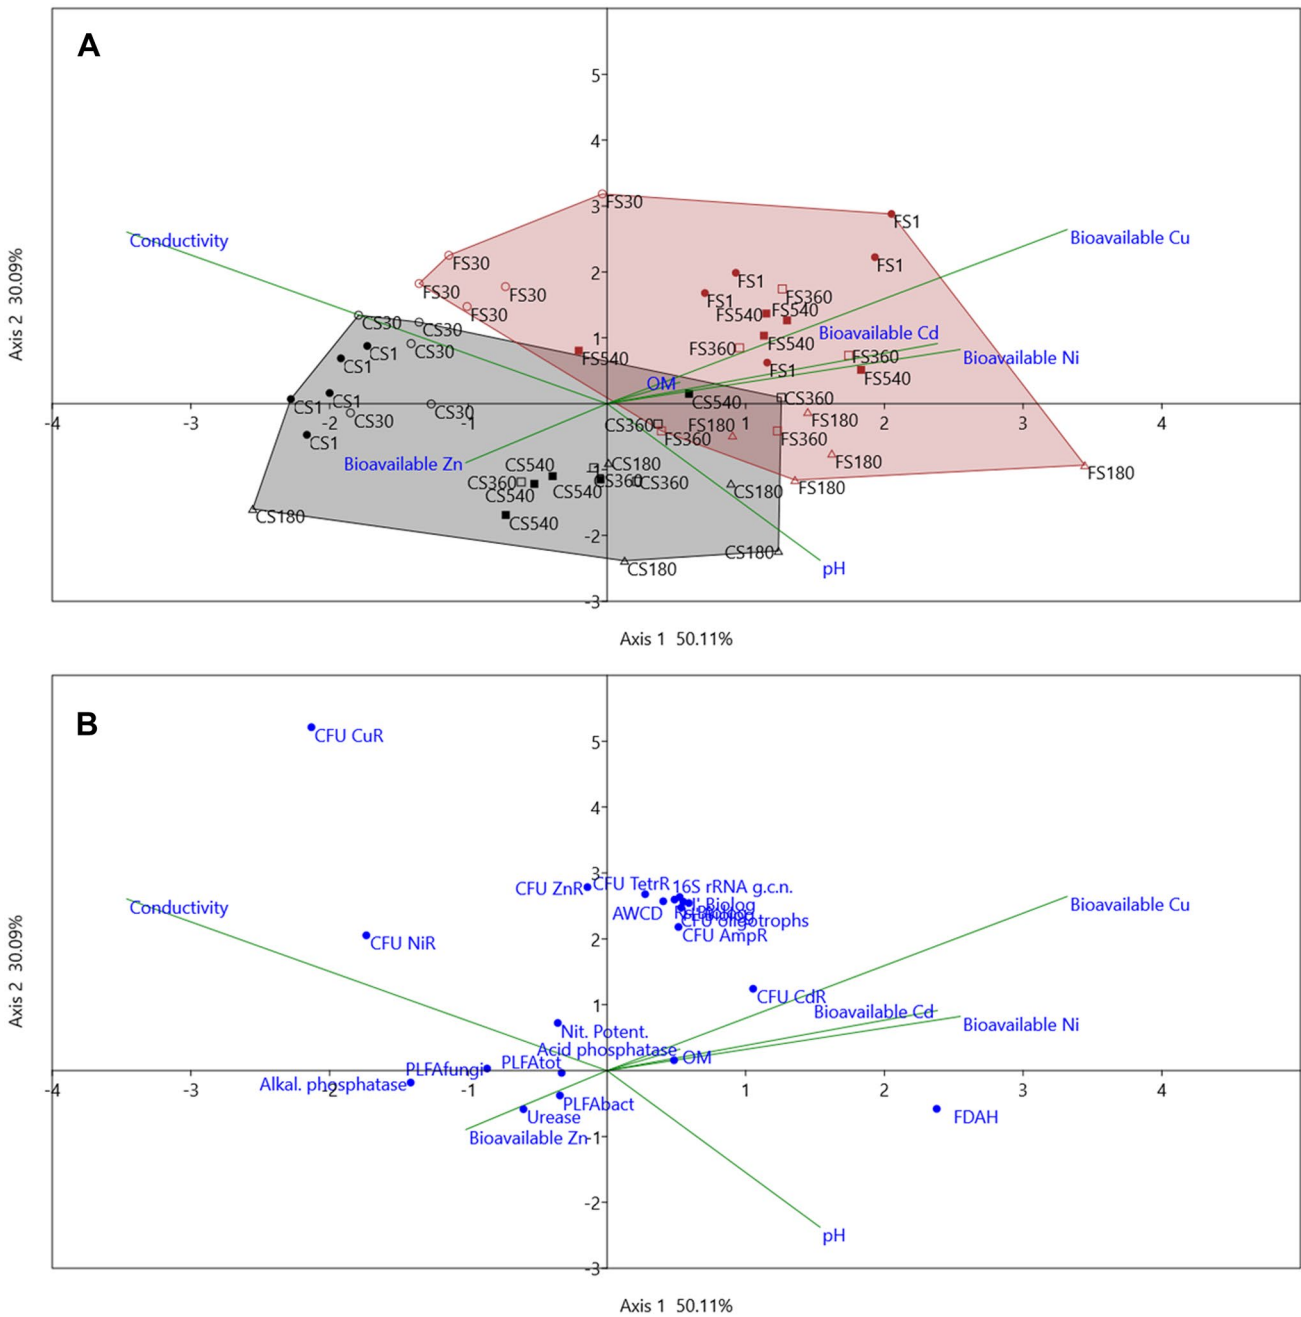 A
5
4
3
2
1
-1
-2
-3
-4
-3
-2
-1
1
2
3
4
Axis 2 30.09%
Axis 1 50.11%
Conductivity
Bioavailable Cu
Bioavailable Cd
Bioavailable Ni
OM
Bioavailable Zn
pH
FS30
FS1
FS30
FS1
FS30
FS30
FS1
FS30
FS1
FS360
FS540
FS540
CS30
CS30
FS540
CS1
CS30
FS360
FS360
CS1
FS540
FS1
FS540
CS540
CS360
CS1
CS1
CS30
CS30
FS180
CS1
CS360
FS360
FS180
FS360
CS540
CS180
FS180
FS180
CS360
CS540
CS540
CS360
CS360
CS180
FS180
CS540
CS180
CS180
CS180
B
5
4
3
2
1
-1
-2
-3
-4
-2
-1
1
2
3
4
Axis 2 30.09%
Axis 1 50.11%
CFU CuR
CFU ZnR
CFU TetrR
16S rRNA g.c.n.
Conductivity
Bioavailable Cu
AWCD
Biolog
CFU oligotrophs
CFU AmpR
CFU NiR
CFU CdR
Bioavailable Cd
Bioavailable Ni
Nit. Potent.
Acid phosphatase
OM
PLFAtot
PLFAfungi
Alkal. phosphatase
PLFAbact
Urease
FDAH
Bioavailable Zn
pH